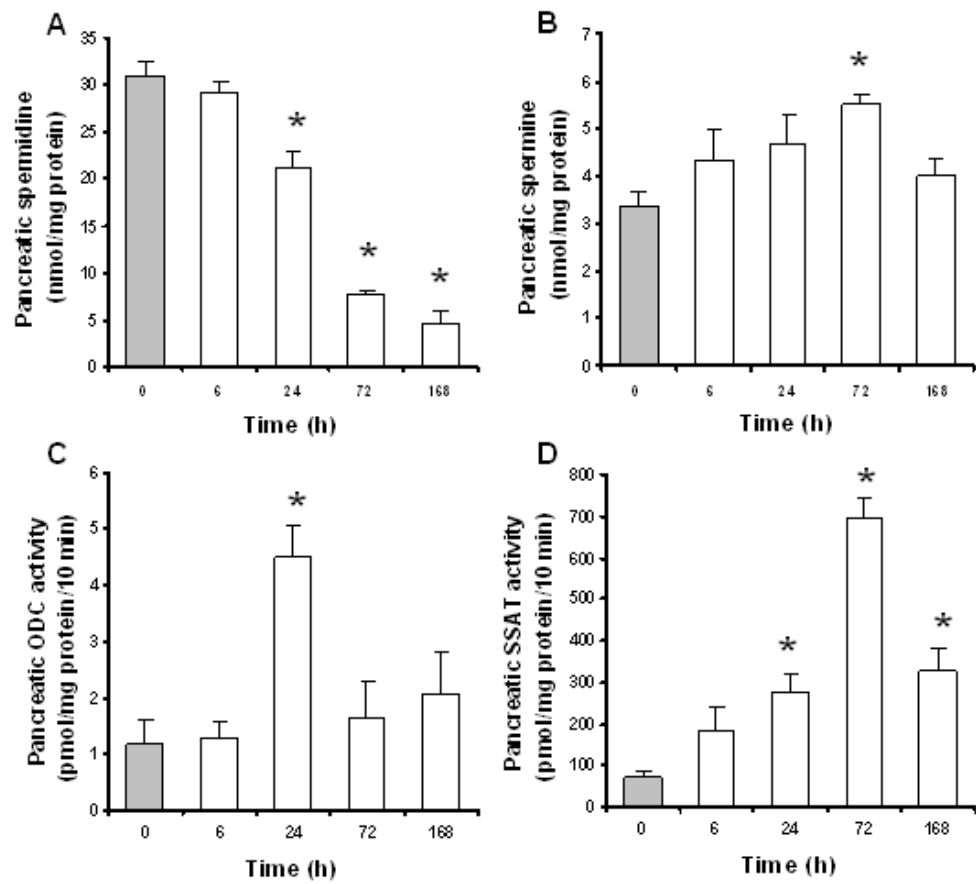 A
Pancreatic spermidine
(nmol/mg protein)
35
30
25
20
15
10
5
0
*
*
*
0 6 24 72 168
Time (h)
B
Pancreatic spermine
(nmol/mg protein)
7
6
5
4
3
2
1
0
*
0 6 24 72 168
Time (h)
C
Pancreatic ODC activity
(pmol/mg protein/10 min)
6
5
4
3
2
1
0
*
0 6 24 72 168
Time (h)
D
Pancreatic SSAT activity
(pmol/mg protein/10 min)
800
700
600
500
400
300
200
100
0
*
*
*
0 6 24 72 168
Time (h)